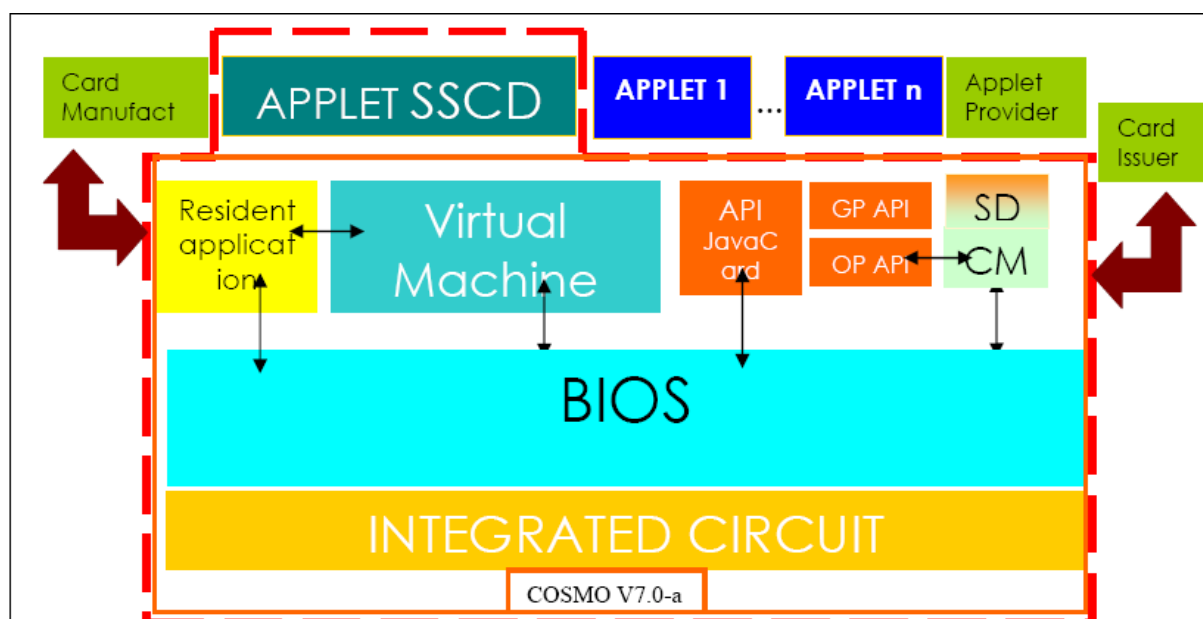 Card
Manufact
APPLET SSCD
APPLET 1
...
APPLET n
Applet
Provider
Card
Issuer
Resident
applicat
ion
Virtual
Machine
API
JavaC
ard
GP API
OP API
SD
CM
BIOS
INTEGRATED CIRCUIT
COSMO V7.0-a